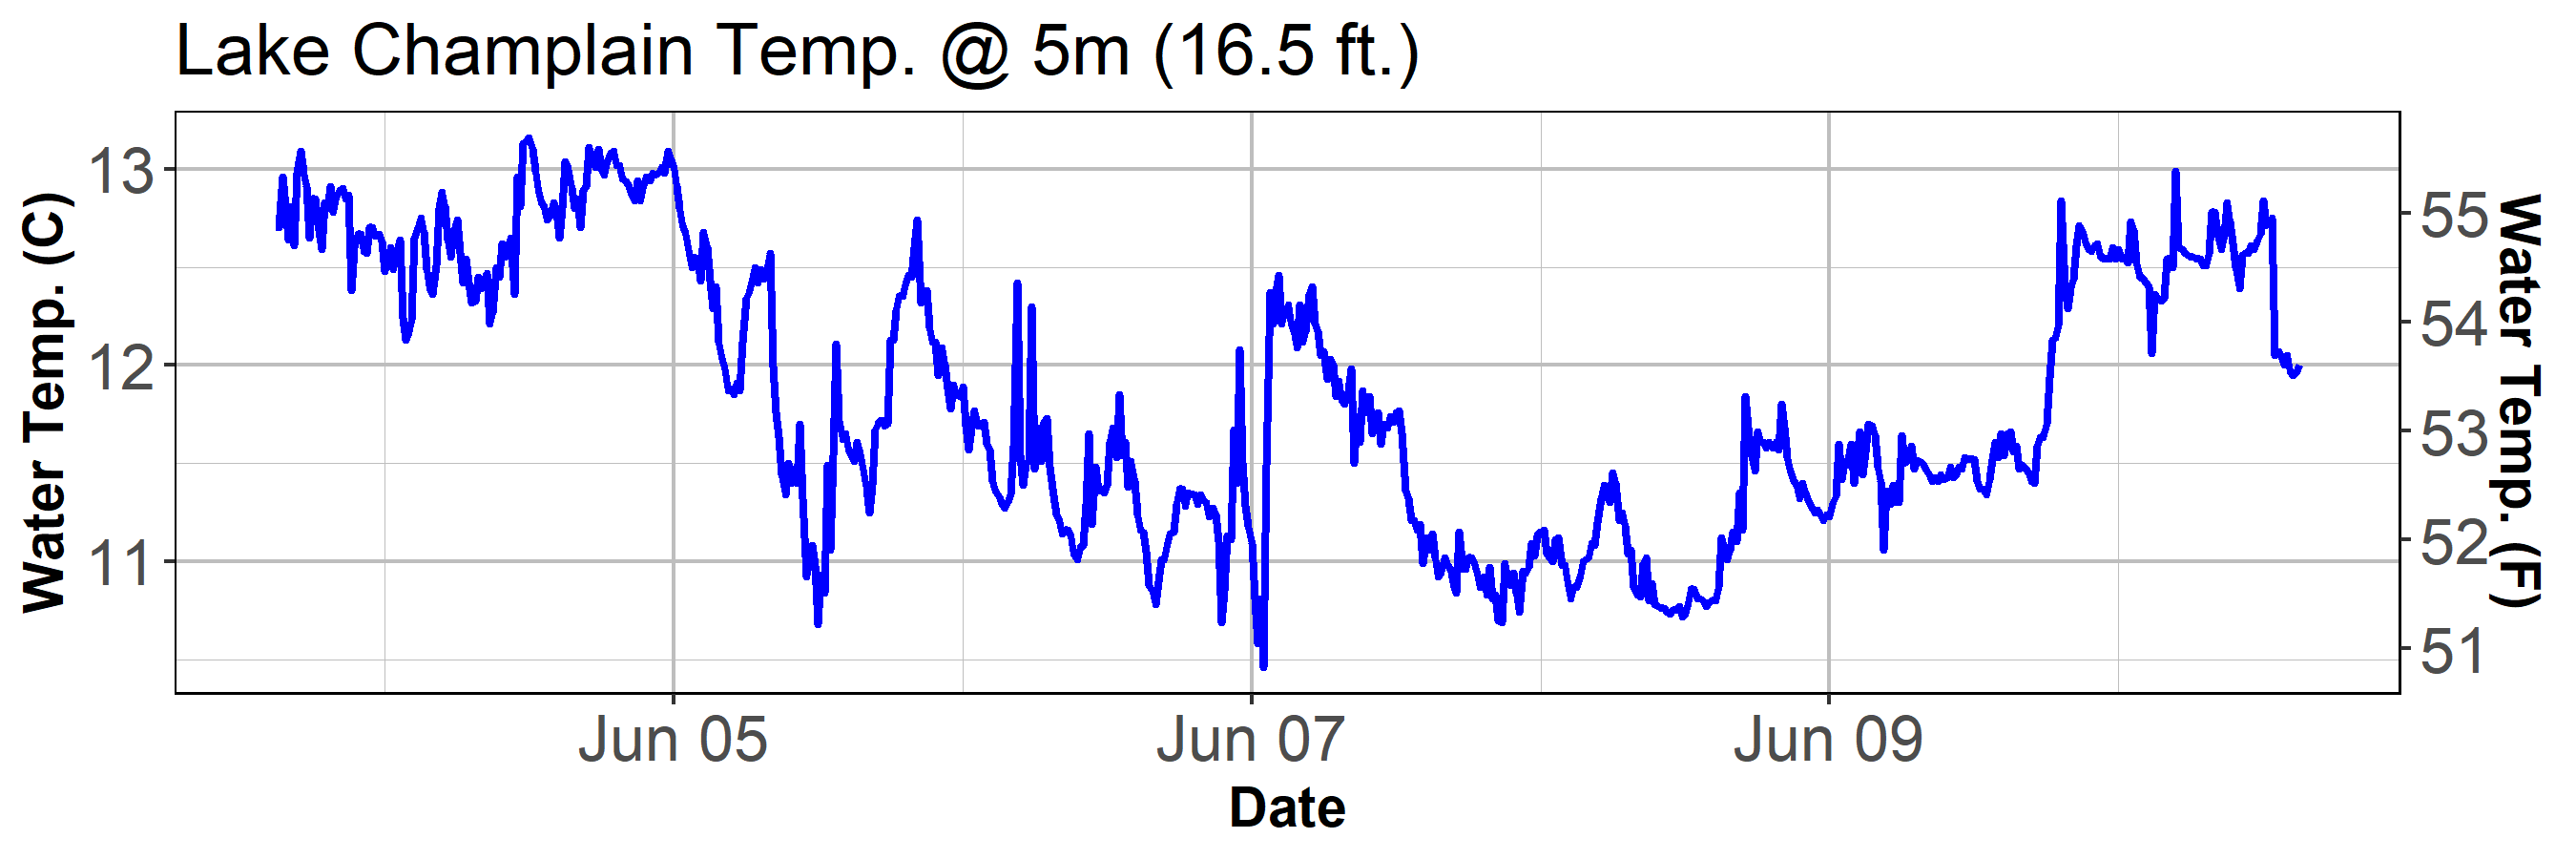 Lake Champlain Temp. @ 5m (16.5 ft.)
Water Temp. (C)
13
12
11
55
54
53
52
51
Water Temp. (F)
Jun 05
Jun 07
Jun 09
Date